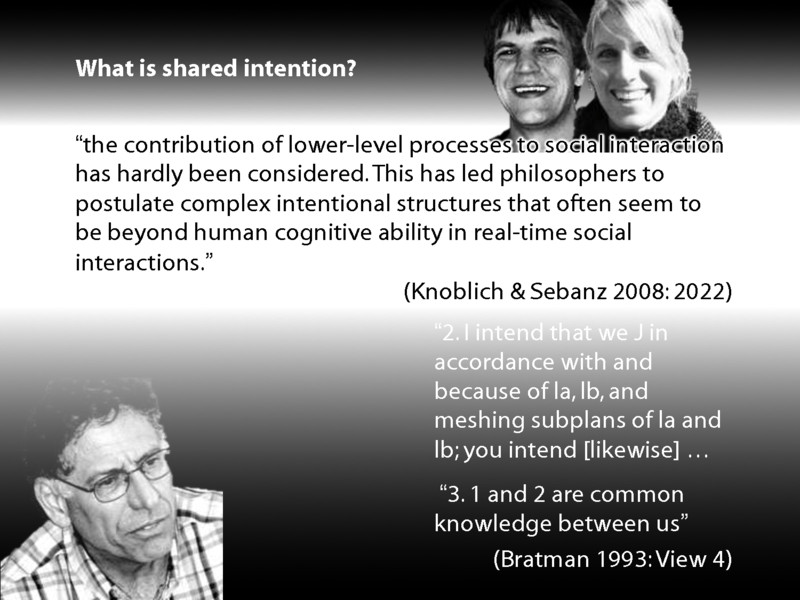 What is shared intention?
“the contribution of lower-level processes to social interaction
has hardly been considered. This has led philosophers to
postulate complex intentional structures that often seem to
be beyond human cognitive ability in real-time social
interactions.”
(Knoblich & Sebanz 2008: 2022)
“2. I intend that we J in
accordance with and
because of la, lb, and
meshing subplans of la and
lb; you intend [likewise] …
“3. 1 and 2 are common
knowledge between us”
(Bratman 1993: View 4)